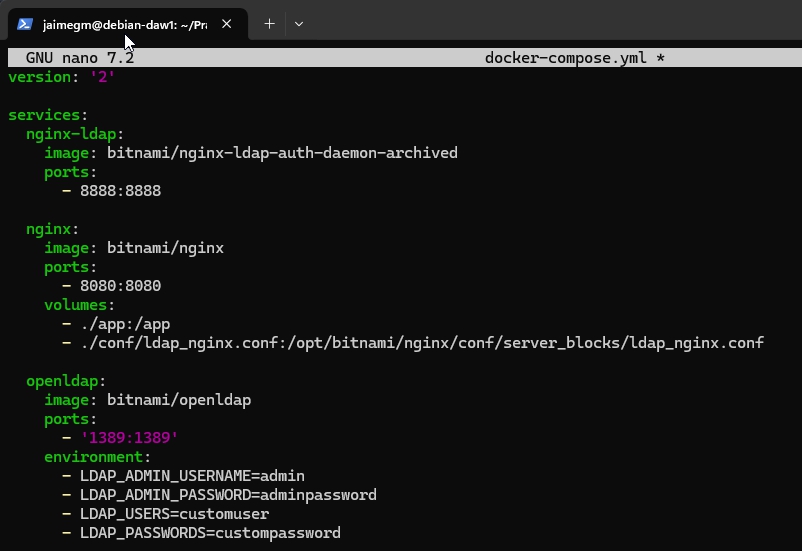 jaimegm@debian-daw1: ~/Pra
GNU nano 7.2 docker-compose.yml *
version: '2'
services:
nginx-ldap:
image: bitnami/nginx-ldap-auth-daemon-archived
ports:
- 8888:8888
nginx:
image: bitnami/nginx
ports:
- 8080:8080
volumes:
- ./app:/app
- ./conf/ldap_nginx.conf:/opt/bitnami/nginx/conf/server_blocks/ldap_nginx.conf
openldap:
image: bitnami/openldap
ports:
- '1389:1389'
environment:
- LDAP_ADMIN_USERNAME=admin
- LDAP_ADMIN_PASSWORD=adminpassword
- LDAP_USERS=customuser
- LDAP_PASSWORDS=custompassword